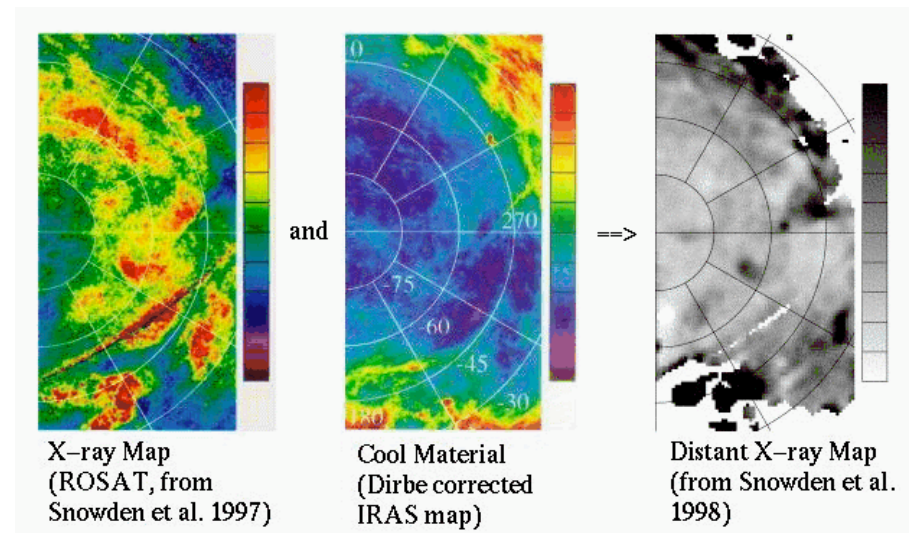 0
270
-75
-60
-45
-30
180
and
==>
X-ray Map
(ROSAT, from
Snowden et al. 1997)
Cool Material
(Dirbe corrected
IRAS map)
Distant X-ray Map
(from Snowden et al.
1998)